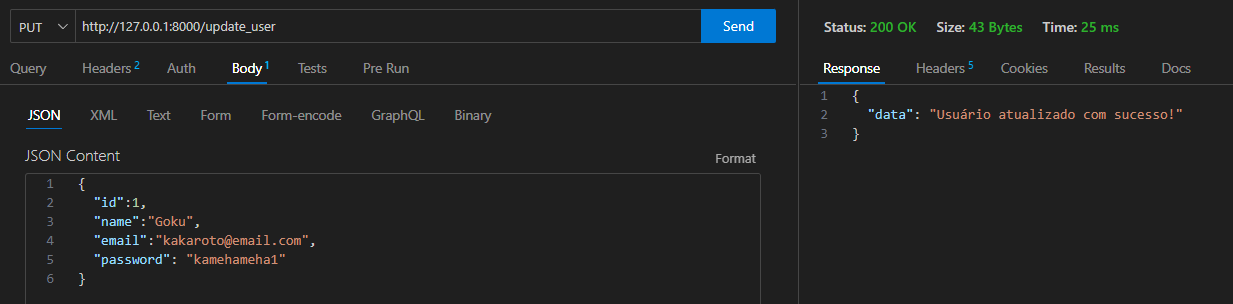 PUT http://127.0.0.1:8000/update_user Send
Query Headers 2 Auth Body 1 Tests Pre Run
JSON XML Text Form Form-encode GraphQL Binary
JSON Content Format
1 {
2 "id":1,
3 "name":"Goku",
4 "email":"kakaroto@email.com",
5 "password": "kamehameha1"
6 }
Status: 200 OK Size: 43 Bytes Time: 25 ms
Response Headers 5 Cookies Results Docs
1 {
2 "data": "Usuário atualizado com sucesso!"
3 }